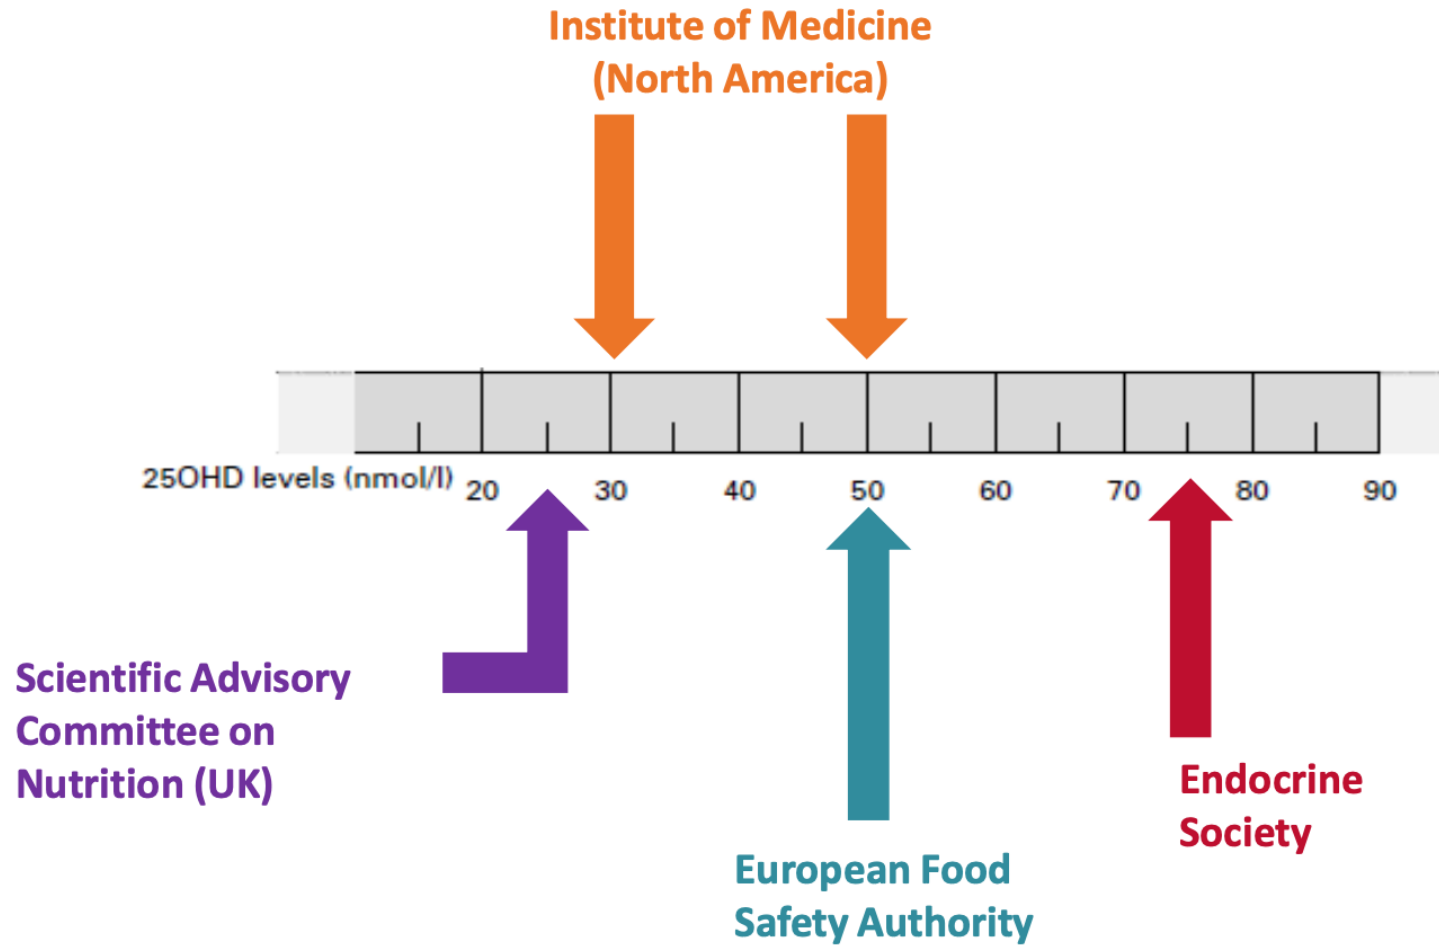 Institute of Medicine
(North America)
25OHD levels (nmol/l)
20
30
40
50
60
70
80
90
Scientific Advisory
Committee on
Nutrition (UK)
Endocrine
Society
European Food
Safety Authority